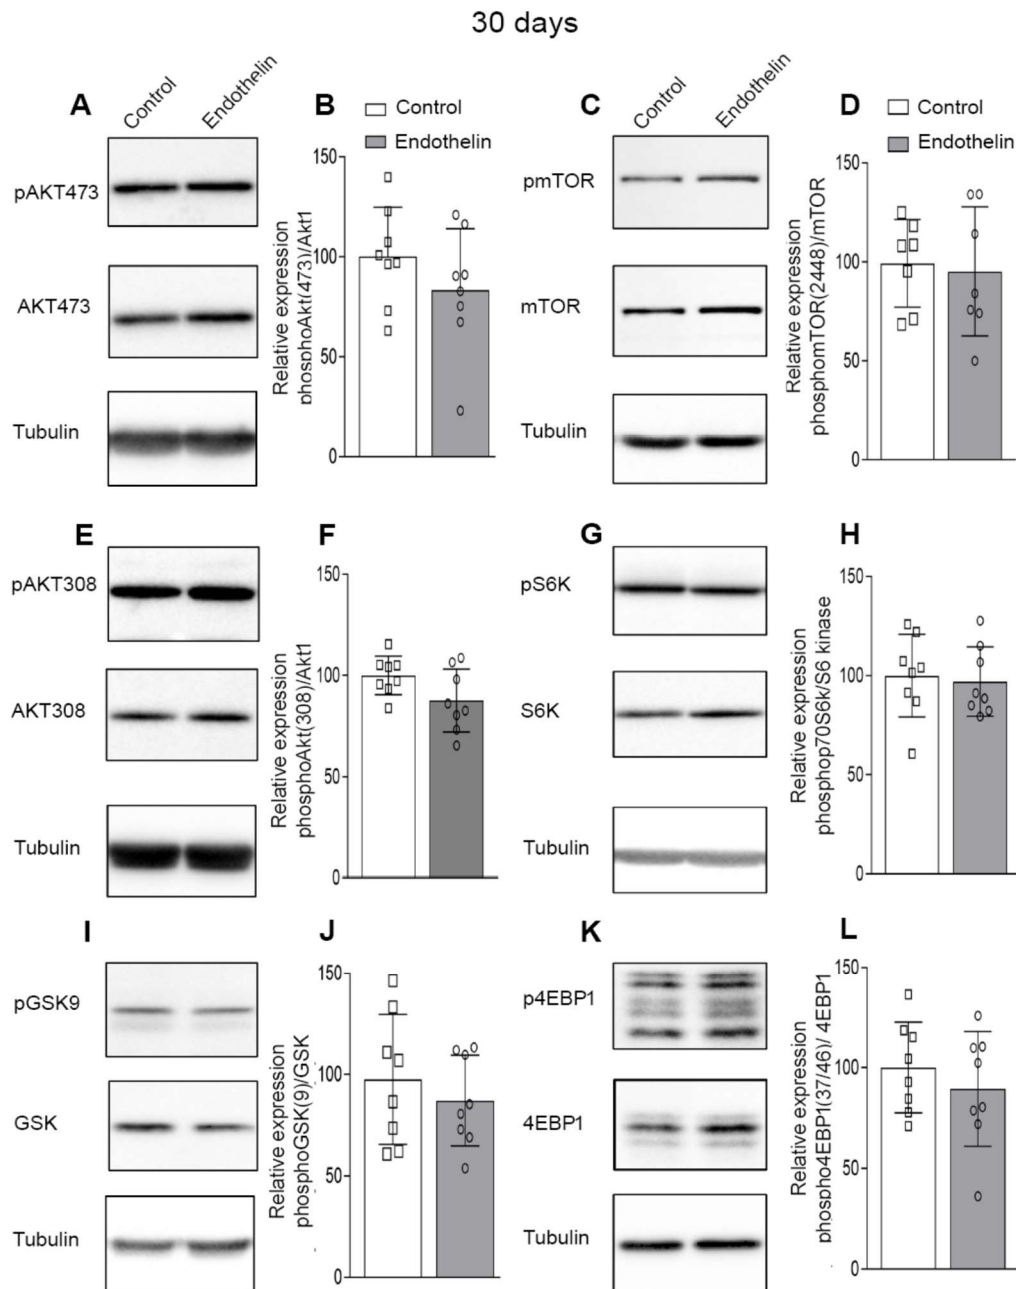 30 days
A
Control
Endothelin
pAKT473
AKT473
Tubulin
B
Control
Endothelin
Relative expression
phosphoAkt(473)/Akt1
150
100
50
0
C
Control
Endothelin
pmTOR
mTOR
Tubulin
D
Control
Endothelin
Relative expression
phosphomTOR(2448)/mTOR
150
100
50
0
E
pAKT308
AKT308
Tubulin
F
Relative expression
phosphoAkt(308)/Akt1
150
100
50
0
G
pS6K
S6K
Tubulin
H
Relative expression
phosphop70S6k/S6 kinase
150
100
50
0
I
pGSK9
GSK
Tubulin
J
Relative expression
phosphoGSK(9)/GSK
150
100
50
0
K
p4EBP1
4EBP1
Tubulin
L
Relative expression
phospho4EBP1(37/46)/ 4EBP1
150
100
50
0